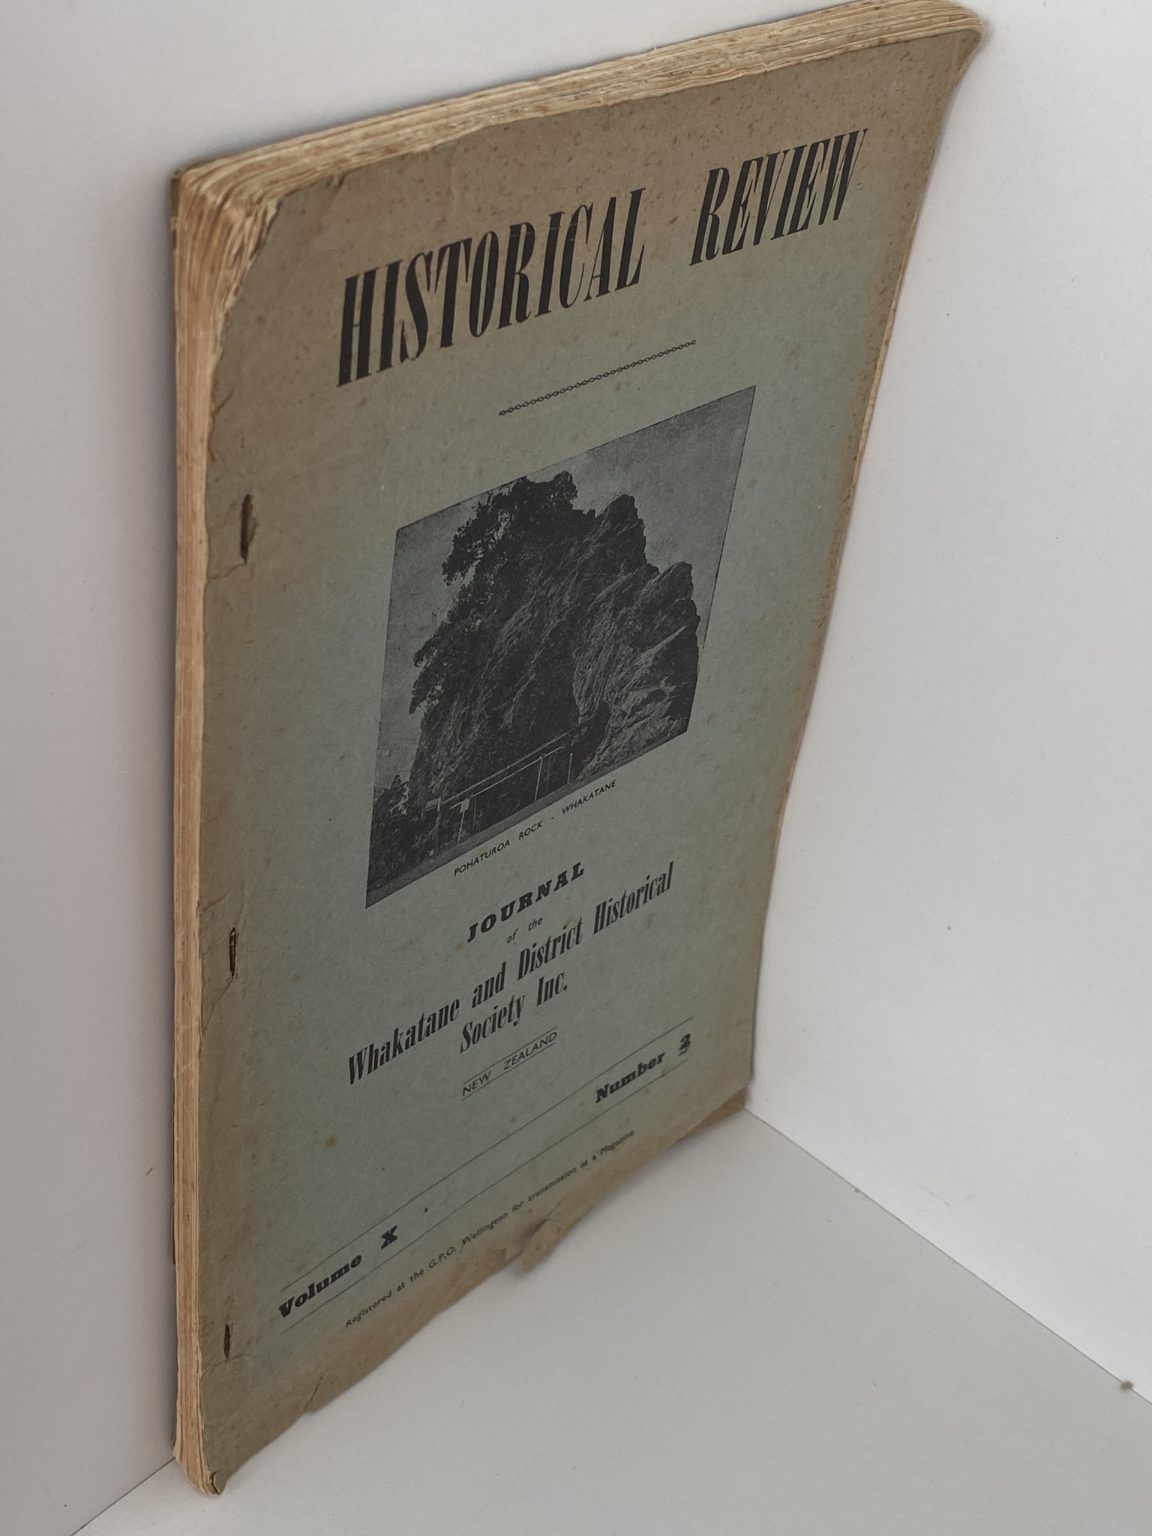 HISTORICAL REVIEW
POHATUROA ROCK - WHAKATANE
JOURNAL
of the
Whakatane and District Historical
Society Inc.
NEW ZEALAND
Volume X Number
Registered at the G.P.O. Wellington for transmission as a Magazine